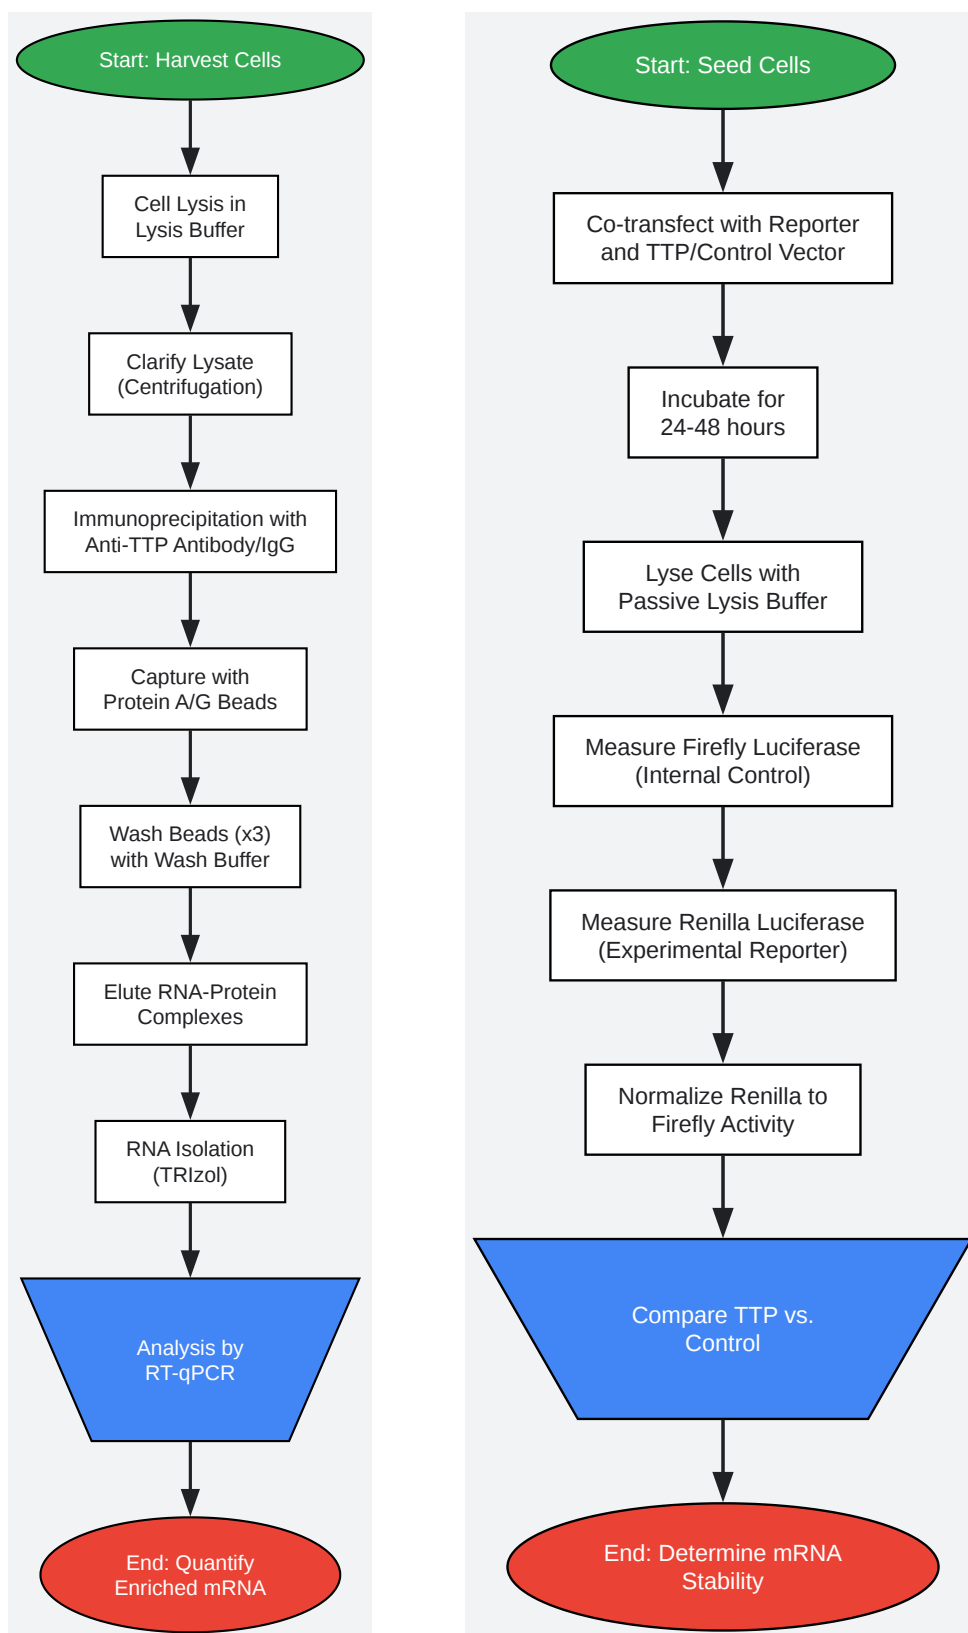 Start: Harvest Cells
Cell Lysis in
Lysis Buffer
Clarify Lysate
(Centrifugation)
Immunoprecipitation with
Anti-TTP Antibody/IgG
Capture with
Protein A/G Beads
Wash Beads (x3)
with Wash Buffer
Elute RNA-Protein
Complexes
RNA Isolation
(TRIzol)
Analysis by
RT-qPCR
End: Quantify
Enriched mRNA
Start: Seed Cells
Co-transfect with Reporter
and TTP/Control Vector
Incubate for
24-48 hours
Lyse Cells with
Passive Lysis Buffer
Measure Firefly Luciferase
(Internal Control)
Measure Renilla Luciferase
(Experimental Reporter)
Normalize Renilla to
Firefly Activity
Compare TTP vs.
Control
End: Determine mRNA
Stability